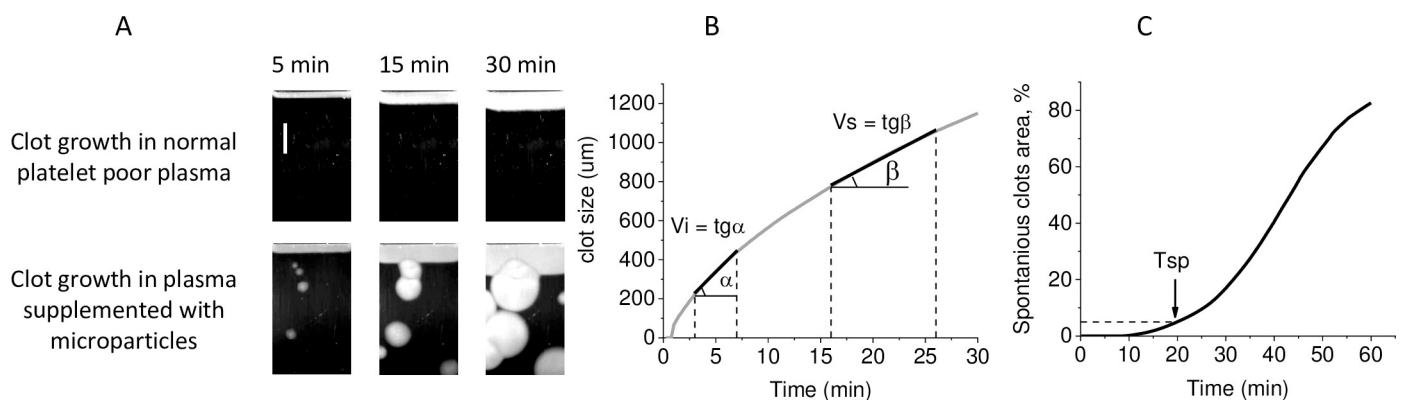 A
5 min
15 min
30 min
Clot growth in normal
platelet poor plasma
Clot growth in plasma
supplemented with
microparticles
B
clot size (um)
1200
1000
800
600
400
200
0
Vi = tgα
α
Vs = tgβ
β
0
5
10
15
20
25
30
Time (min)
C
Spontanious clots area, %
80
60
40
20
0
Tsp
0
10
20
30
40
50
60
Time (min)